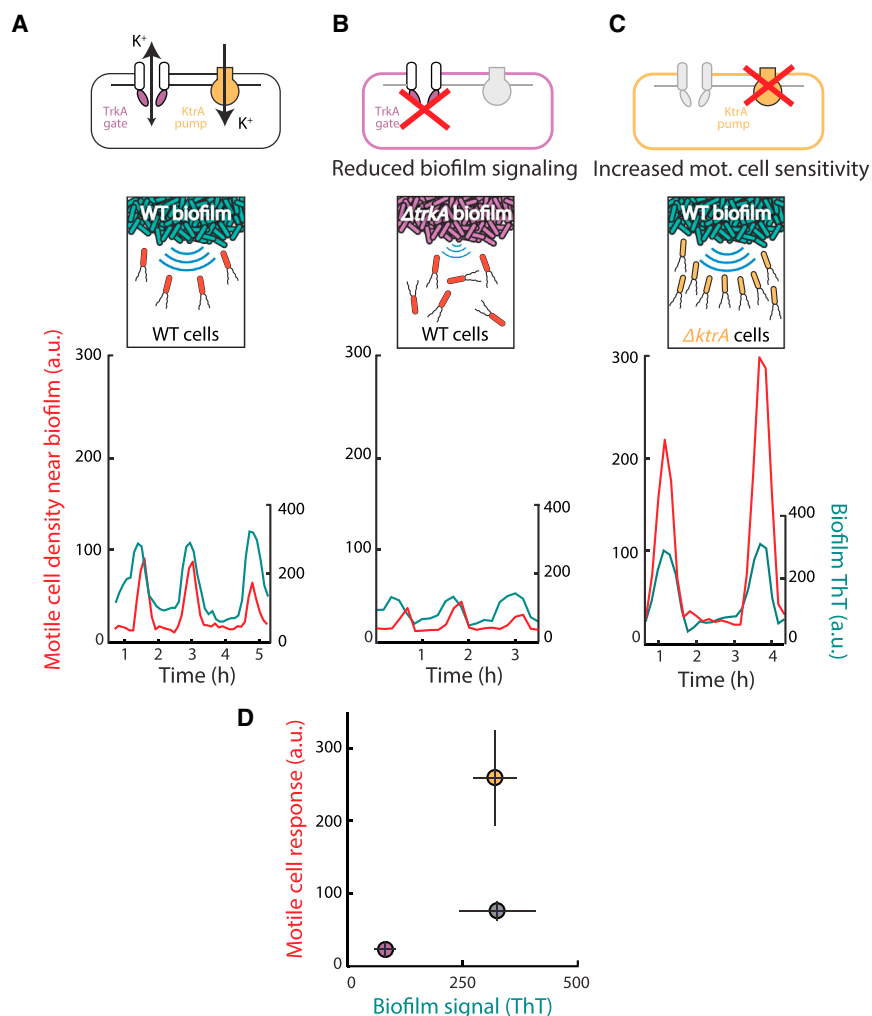 A
K+
TrkA
gate
KtrA
pump
K+
B
TrkA
gate
Reduced biofilm signaling
C
KtrA
pump
Increased mot. cell sensitivity
WT biofilm
WT cells
ΔtrkA biofilm
WT cells
WT biofilm
ΔktrA cells
Motile cell density near biofilm (a.u.)
300
200
100
0
400
200
0
1 2 3 4 5
Time (h)
300
200
100
0
400
200
0
1 2 3
Time (h)
300
200
100
0
400
200
0
1 2 3 4
Time (h)
Biofilm ThT (a.u.)
D
Motile cell response (a.u.)
300
200
100
0
0 250 500
Biofilm signal (ThT)